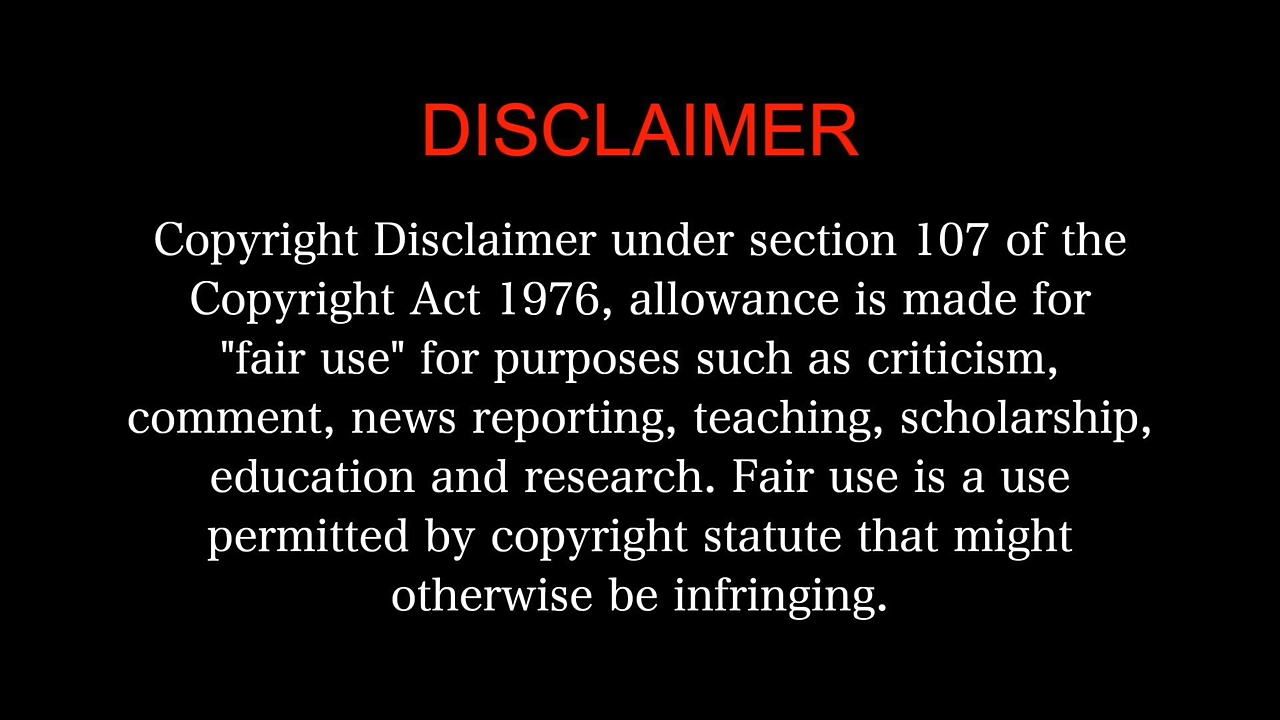 DISCLAIMER
Copyright Disclaimer under section 107 of the
Copyright Act 1976, allowance is made for
"fair use" for purposes such as criticism,
comment, news reporting, teaching, scholarship,
education and research. Fair use is a use
permitted by copyright statute that might
otherwise be infringing.